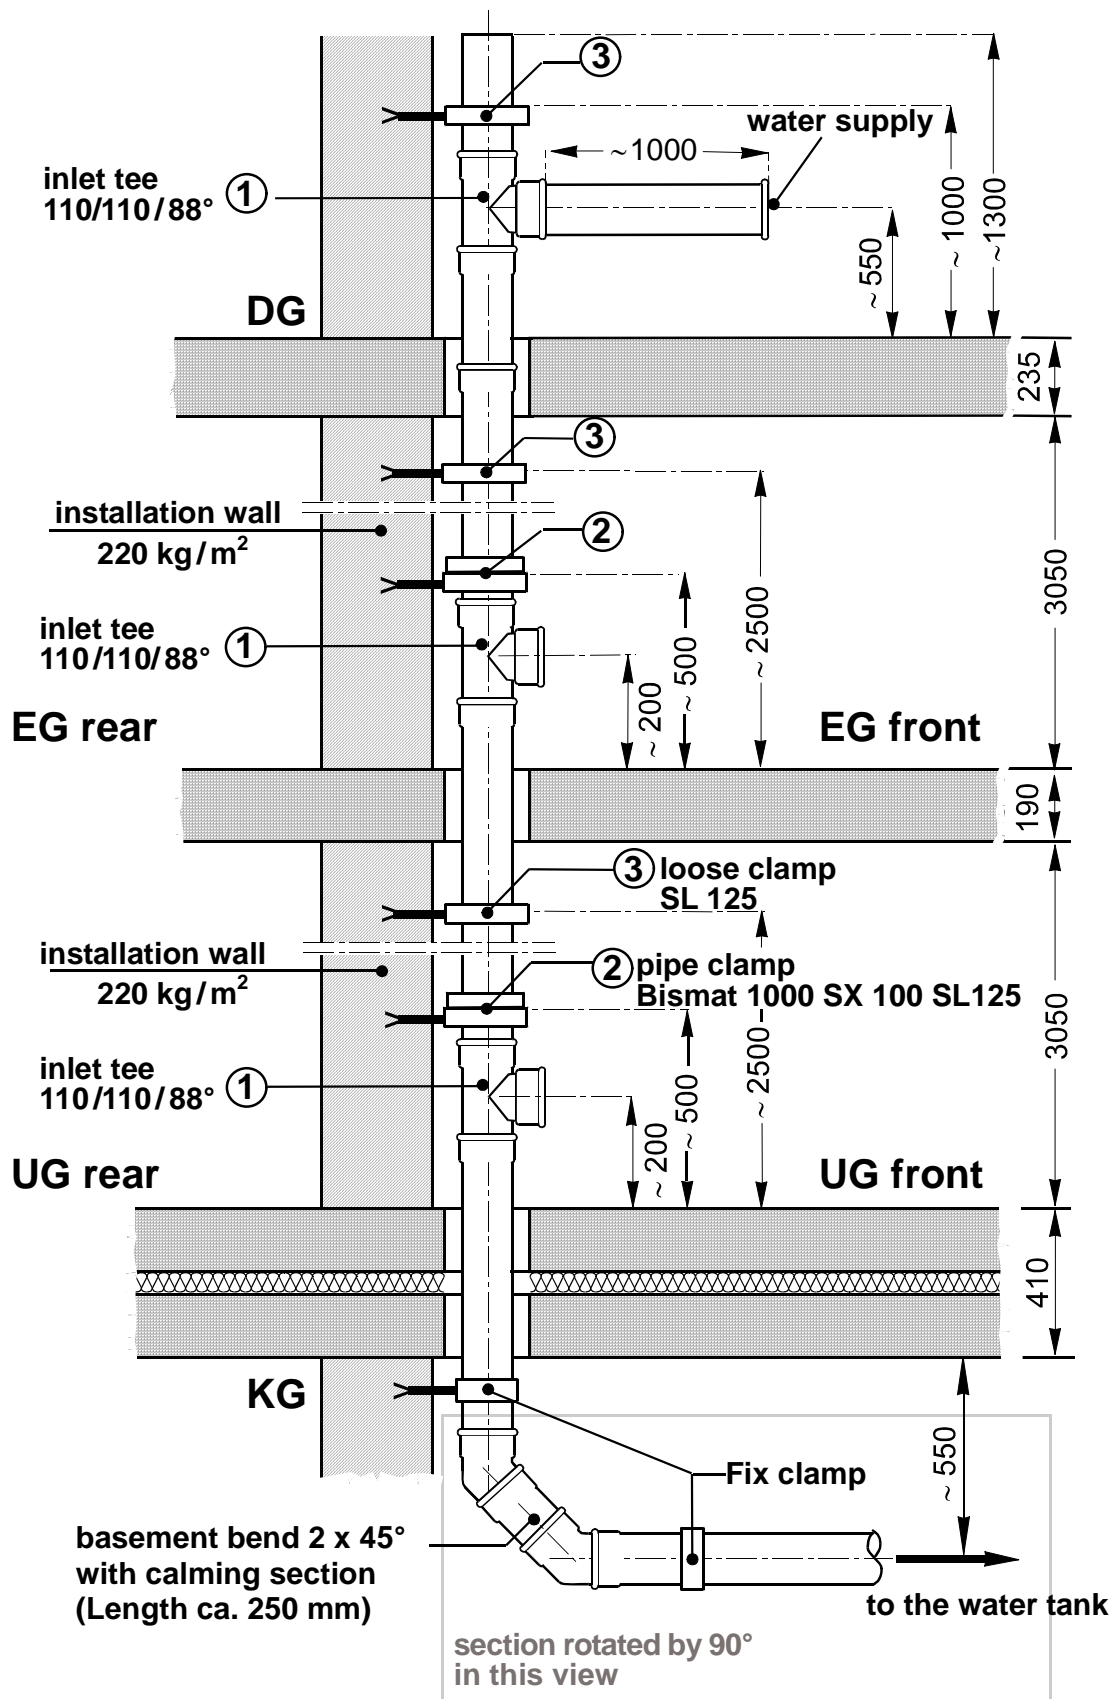 3
water supply
~1000
inlet tee
110/110/88°
1
~1000
~1300
~550
DG
235
3
installation wall
220 kg/m²
2
3050
~2500
inlet tee
110/110/88°
1
~500
~200
EG rear
EG front
190
3 loose clamp
SL 125
installation wall
220 kg/m²
2 pipe clamp
Bismat 1000 SX 100 SL125
3050
~2500
inlet tee
110/110/88°
1
~500
~200
UG rear
UG front
410
KG
~550
Fix clamp
basement bend 2 x 45°
with calming section
(Length ca. 250 mm)
to the water tank
section rotated by 90°
in this view